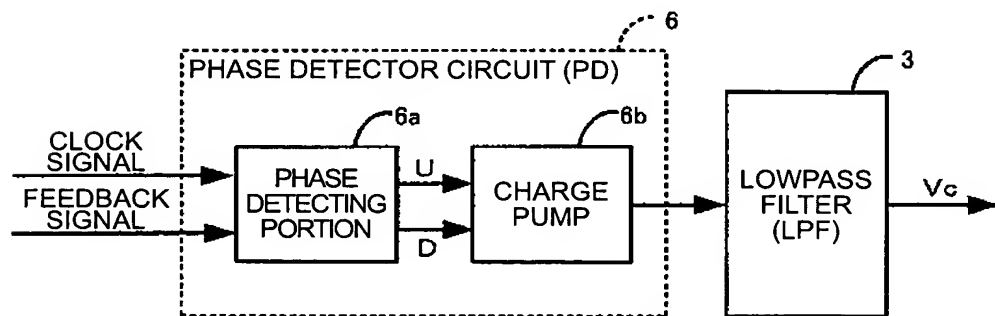 6
PHASE DETECTOR CIRCUIT (PD)
3
6a
6b
CLOCK
SIGNAL
FEEDBACK
SIGNAL
PHASE
DETECTING
PORTION
U
D
CHARGE
PUMP
LOWPASS
FILTER
(LPF)
Vc